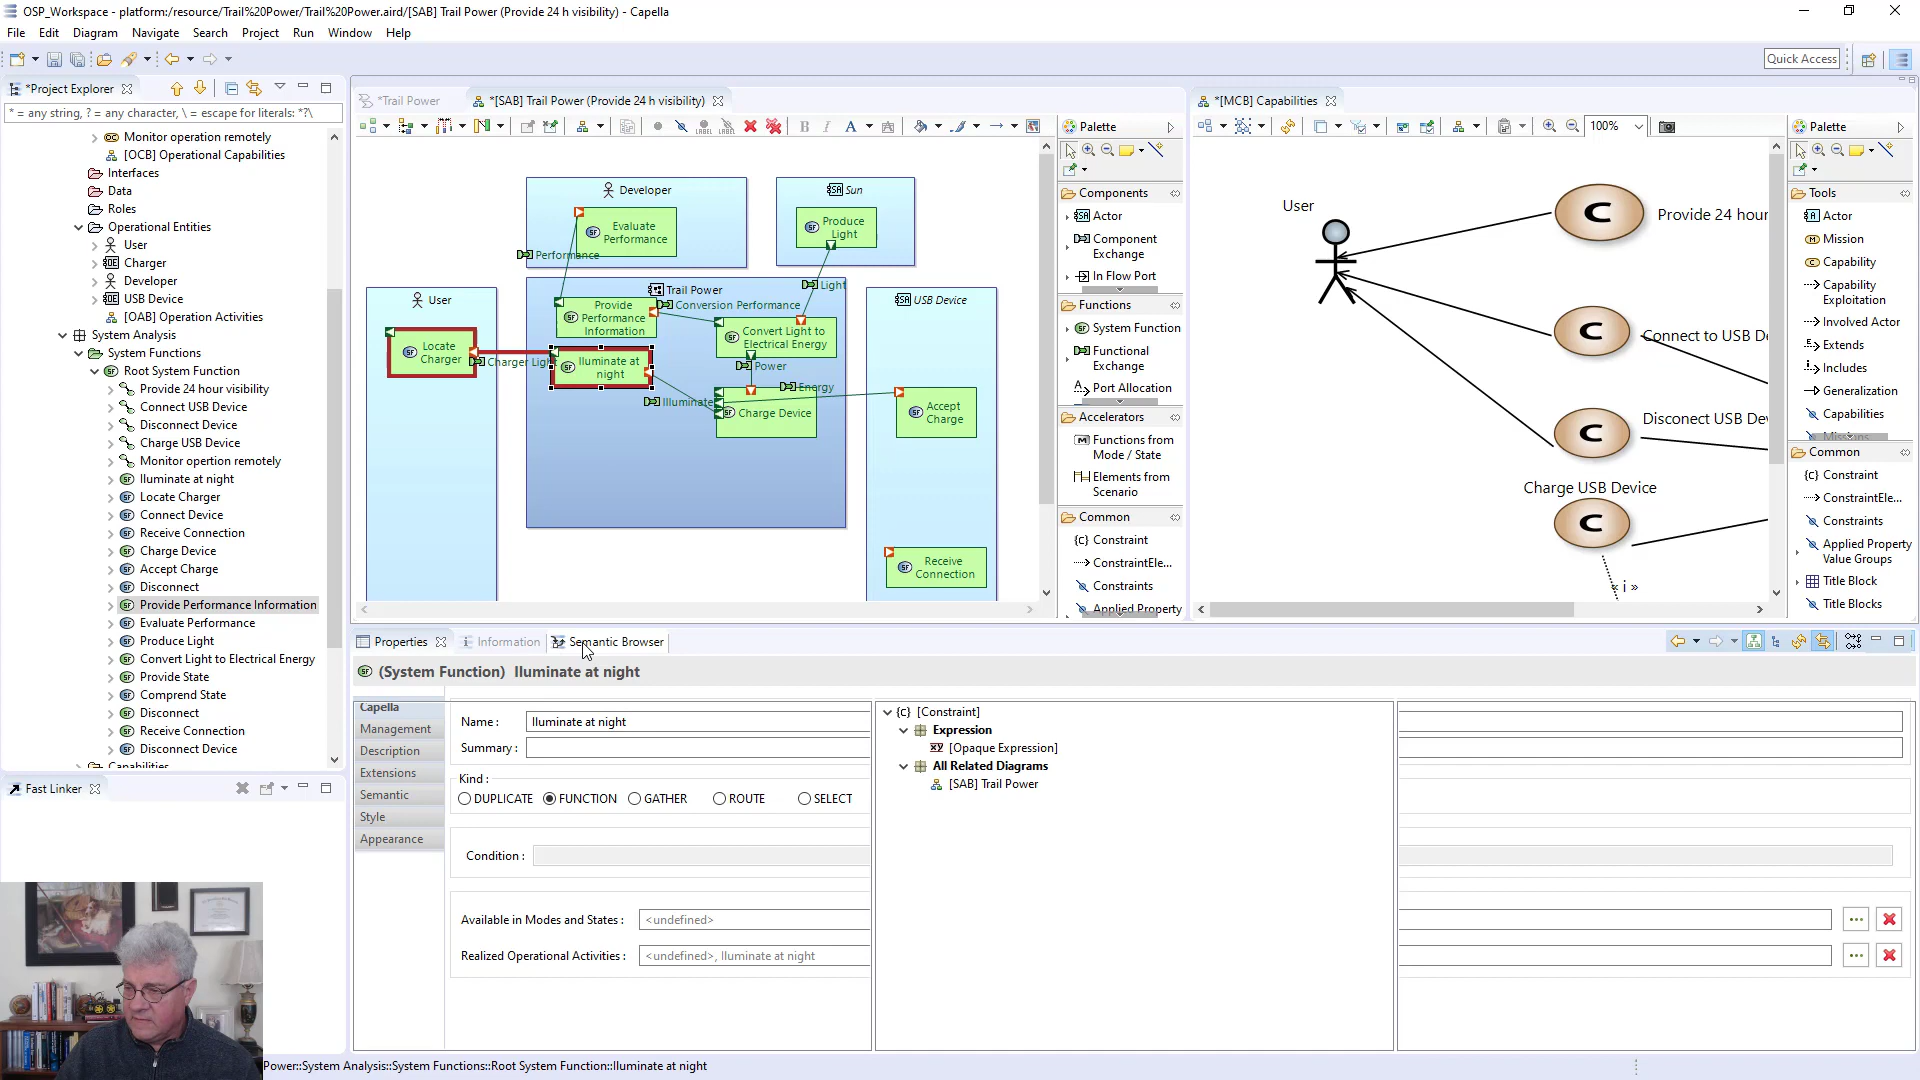 OSP_Workspace - platform:/resource/Trail%20Power/Trail%20Power.aird/[SAB] Trail Power (Provide 24 h visibility) - Capella
File Edit Diagram Navigate Search Project Run Window Help
Quick Access
*Project Explorer
* = any string, ? = any character, \ = escape for literals: *?\
Monitor operation remotely
[OCB] Operational Capabilities
Interfaces
Data
Roles
Operational Entities
User
Charger
Developer
USB Device
[OAB] Operation Activities
System Analysis
System Functions
Root System Function
Provide 24 hour visibility
Connect USB Device
Disconnect Device
Charge USB Device
Monitor opertion remotely
Iluminate at night
Locate Charger
Connect Device
Receive Connection
Charge Device
Accept Charge
Disconnect
Provide Performance Information
Evaluate Performance
Produce Light
Convert Light to Electrical Energy
Provide State
Comprend State
Disconnect
Receive Connection
Disconnect Device
Capabilities
Fast Linker
*Trail Power
*[SAB] Trail Power (Provide 24 h visibility)
Developer
Evaluate Performance
Performance
Sun
Produce Light
Light
User
Locate Charger
Charger Light
Trail Power
Provide Performance Information
Conversion Performance
Convert Light to Electrical Energy
Iluminate at night
Power
Energy
Illuminate
Charge Device
USB Device
Accept Charge
Receive Connection
Palette
Components
Actor
Component Exchange
In Flow Port
Functions
System Function
Functional Exchange
Port Allocation
Accelerators
Functions from Mode / State
Elements from Scenario
Common
{c} Constraint
ConstraintEle...
Constraints
Applied Property
*[MCB] Capabilities
100%
User
C
Provide 24 hour
C
Connect to USB De
C
Disconect USB Dev
Charge USB Device
C
« i »
Palette
Tools
Actor
Mission
Capability
Capability Exploitation
Involved Actor
Extends
Includes
Generalization
Capabilities
Missions
Common
{c} Constraint
ConstraintEle...
Constraints
Applied Property Value Groups
Title Block
Title Blocks
Properties
Information
Semantic Browser
(System Function) Iluminate at night
Capella
Management
Description
Extensions
Semantic
Style
Appearance
Name : Iluminate at night
Summary :
Kind :
DUPLICATE FUNCTION GATHER ROUTE SELECT
Condition :
Available in Modes and States : <undefined>
Realized Operational Activities : <undefined>, Iluminate at night
{c} [Constraint]
Expression
XY [Opaque Expression]
All Related Diagrams
[SAB] Trail Power
Power::System Analysis::System Functions::Root System Function::Iluminate at night